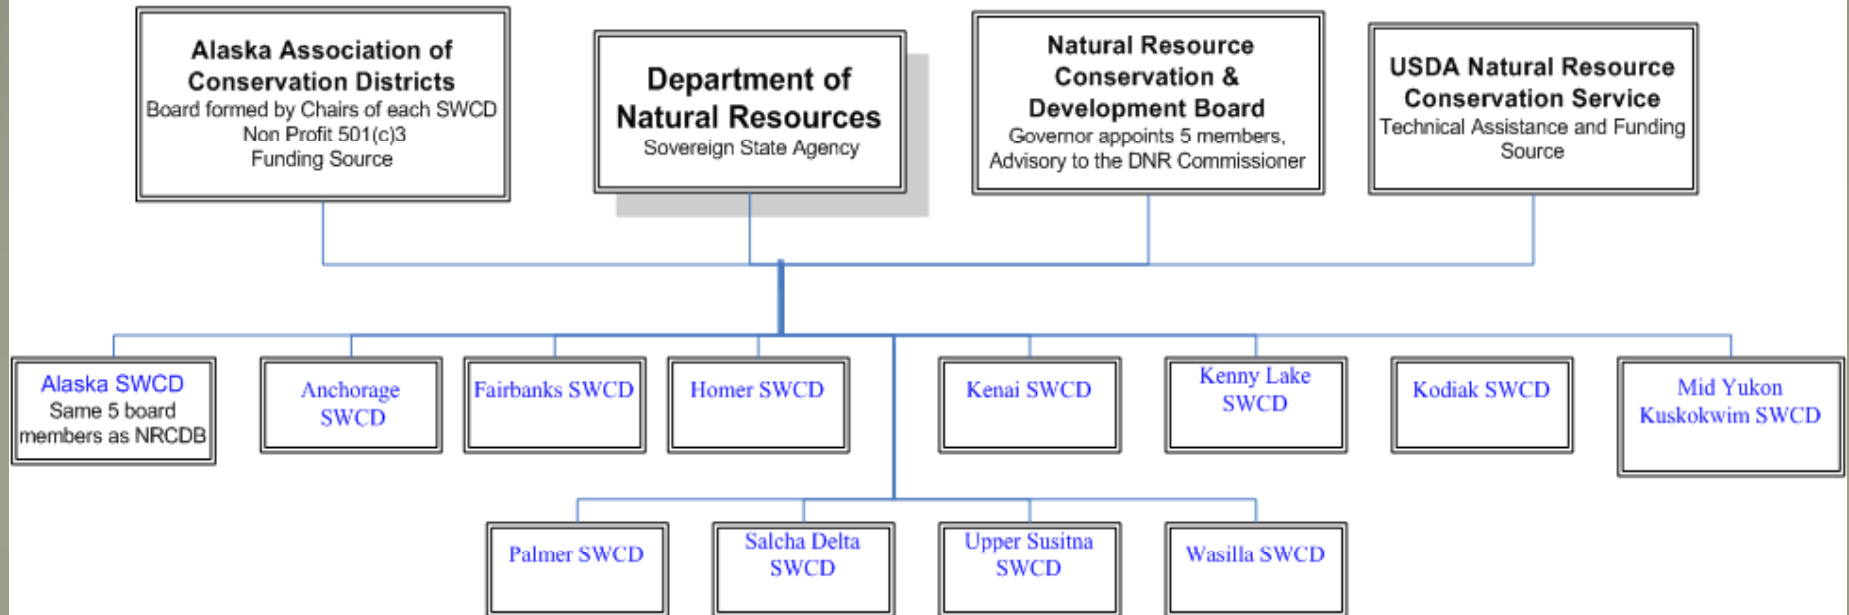 Alaska Association of
Conservation Districts
Board formed by Chairs of each SWCD
Non Profit 501(c)3
Funding Source
Department of
Natural Resources
Sovereign State Agency
Natural Resource
Conservation &
Development Board
Governor appoints 5 members,
Advisory to the DNR Commissioner
USDA Natural Resource
Conservation Service
Technical Assistance and Funding
Source
Alaska SWCD
Same 5 board
members as NRCDB
Anchorage
SWCD
Fairbanks SWCD
Homer SWCD
Kenai SWCD
Kenny Lake
SWCD
Kodiak SWCD
Mid Yukon
Kuskokwim SWCD
Palmer SWCD
Salcha Delta
SWCD
Upper Susitna
SWCD
Wasilla SWCD